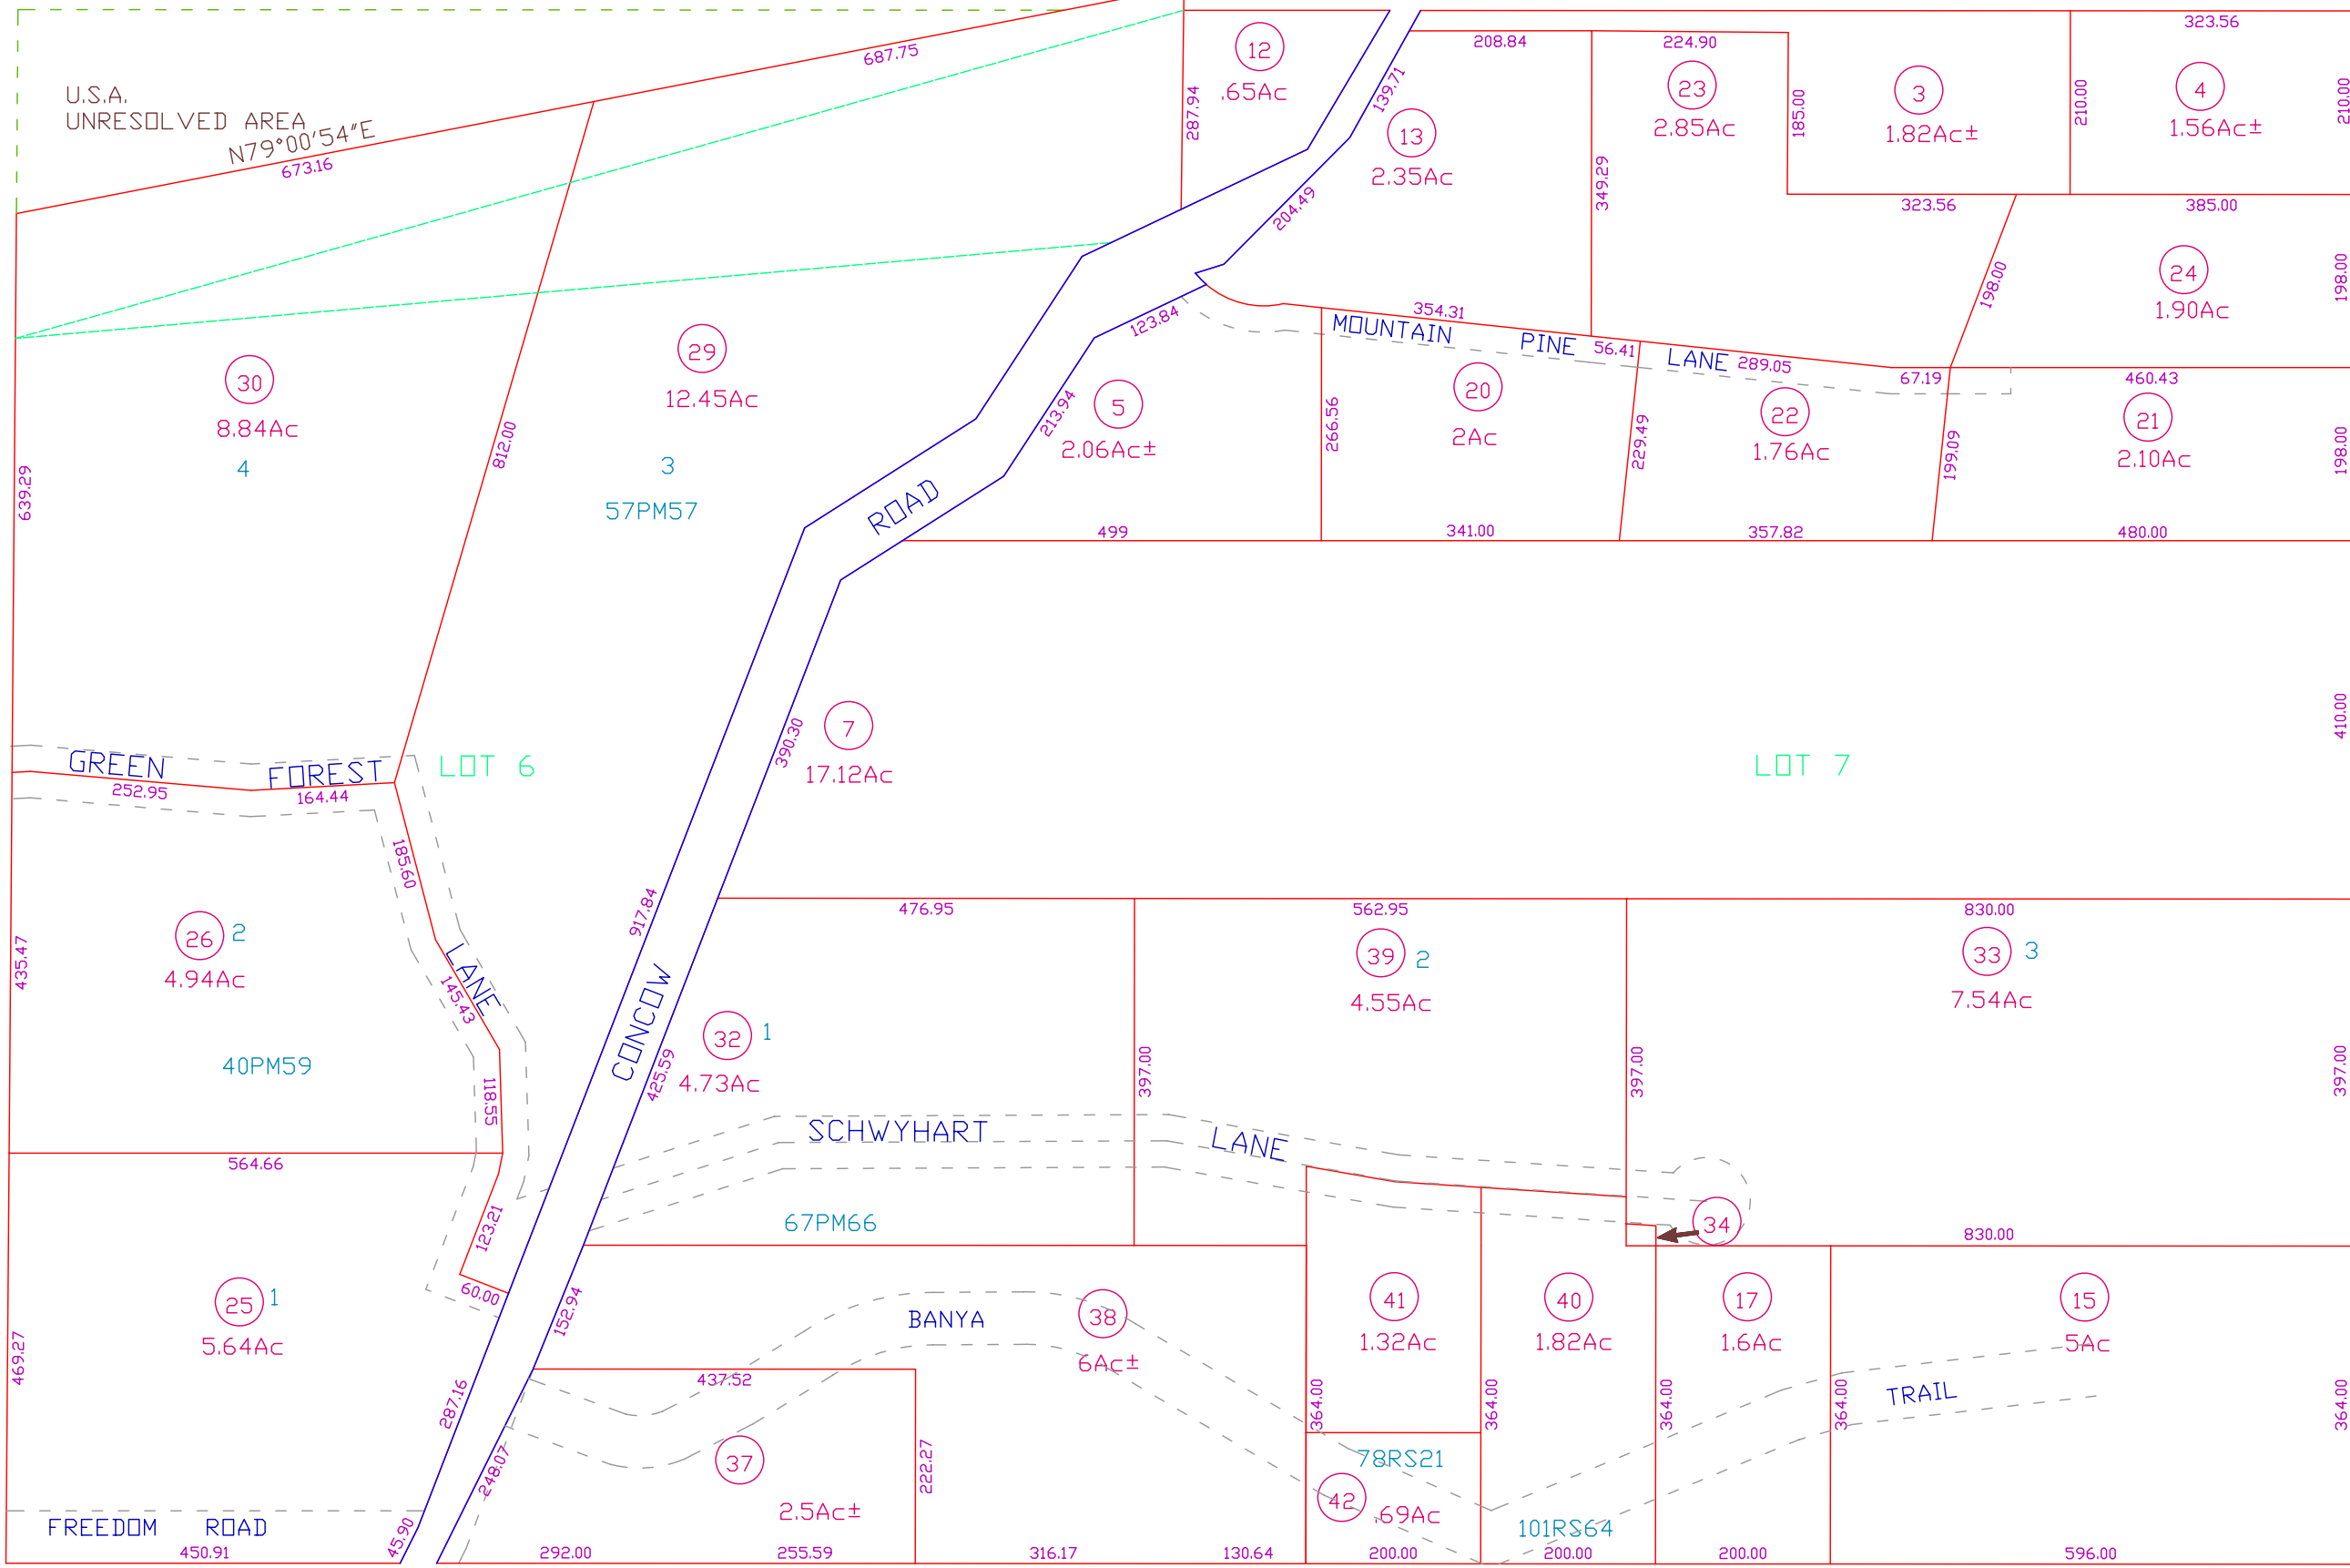 323.56
687.75
12
.65Ac
287.94
139.71
208.84
224.90
13
2.35Ac
23
2.85Ac
185.00
3
1.82Ac±
210.00
4
1.56Ac±
210.00
U.S.A.
UNRESOLVED AREA
N79°00'54"E
673.16
204.49
349.29
323.56
385.00
198.00
24
1.90Ac
198.00
354.31
MOUNTAIN PINE LANE
56.41
289.05
67.19
460.43
123.84
30
8.84Ac
4
812.00
29
12.45Ac
3
57PM57
213.94
5
2.06Ac±
266.56
20
2Ac
229.49
22
1.76Ac
199.09
21
2.10Ac
198.00
639.29
ROAD
499
341.00
357.82
480.00
7
17.12Ac
390.30
410.00
LOT 6
LOT 7
GREEN FOREST
252.95
164.44
185.60
LANE
145.43
118.55
917.84
476.95
562.95
830.00
26
2
4.94Ac
435.47
40PM59
CONCOW
32
1
4.73Ac
425.59
397.00
39
2
4.55Ac
397.00
33
3
7.54Ac
397.00
SCHWYHART LANE
67PM66
564.66
123.21
60.00
34
830.00
25
1
5.64Ac
469.27
287.16
152.94
BANYA
38
6Ac±
41
1.32Ac
40
1.82Ac
17
1.6Ac
15
5Ac
437.52
364.00
364.00
364.00
364.00
364.00
TRAIL
248.07
37
2.5Ac±
222.27
78RS21
42
.69Ac
101RS64
FREEDOM ROAD
45.90
450.91
292.00
255.59
316.17
130.64
200.00
200.00
200.00
596.00